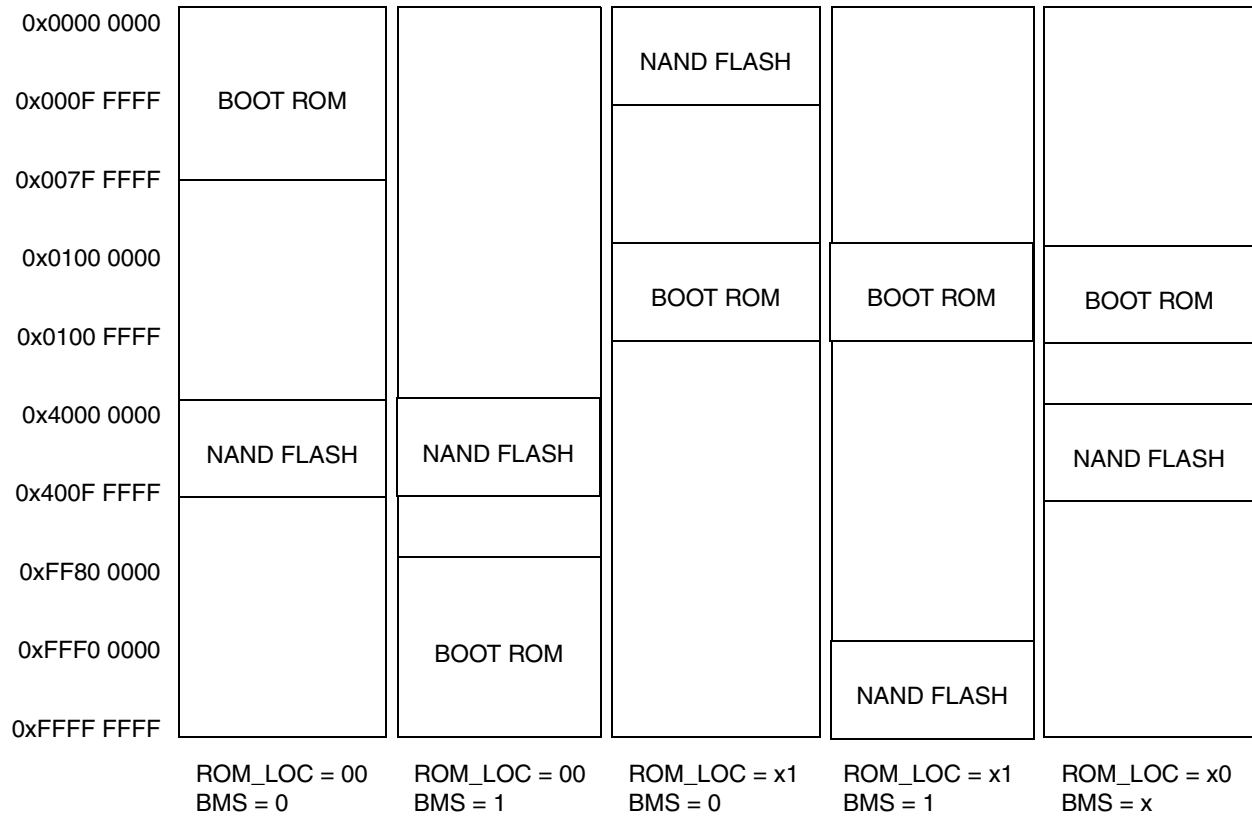 0x0000 0000
0x000F FFFF
0x007F FFFF
0x0100 0000
0x0100 FFFF
0x4000 0000
0x400F FFFF
0xFF80 0000
0xFFF0 0000
0xFFFF FFFF
BOOT ROM
NAND FLASH
ROM_LOC = 00
BMS = 0
NAND FLASH
BOOT ROM
ROM_LOC = 00
BMS = 1
NAND FLASH
BOOT ROM
ROM_LOC = x1
BMS = 0
BOOT ROM
NAND FLASH
ROM_LOC = x1
BMS = 1
BOOT ROM
NAND FLASH
ROM_LOC = x0
BMS = x